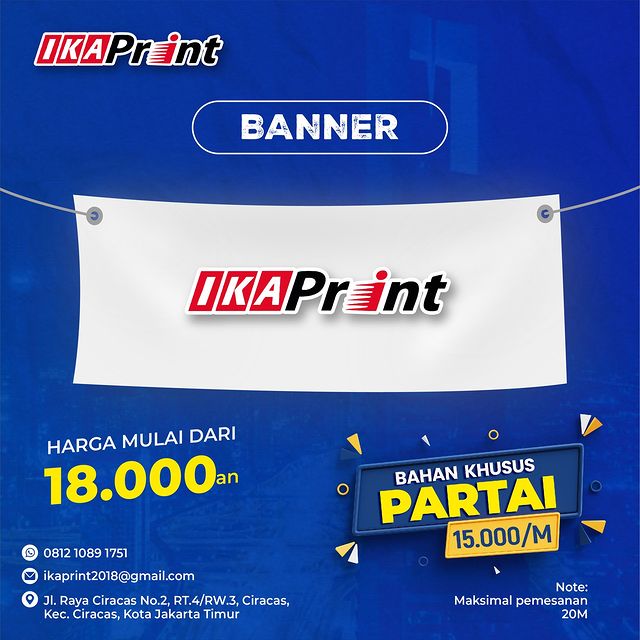 IKAPrint
BANNER
IKAPrint
HARGA MULAI DARI
18.000an
BAHAN KHUSUS
PARTAI
15.000/M
0812 1089 1751
ikaprint2018@gmail.com
Jl. Raya Ciracas No.2, RT.4/RW.3, Ciracas,
Kec. Ciracas, Kota Jakarta Timur
Note:
Maksimal pemesanan
20M